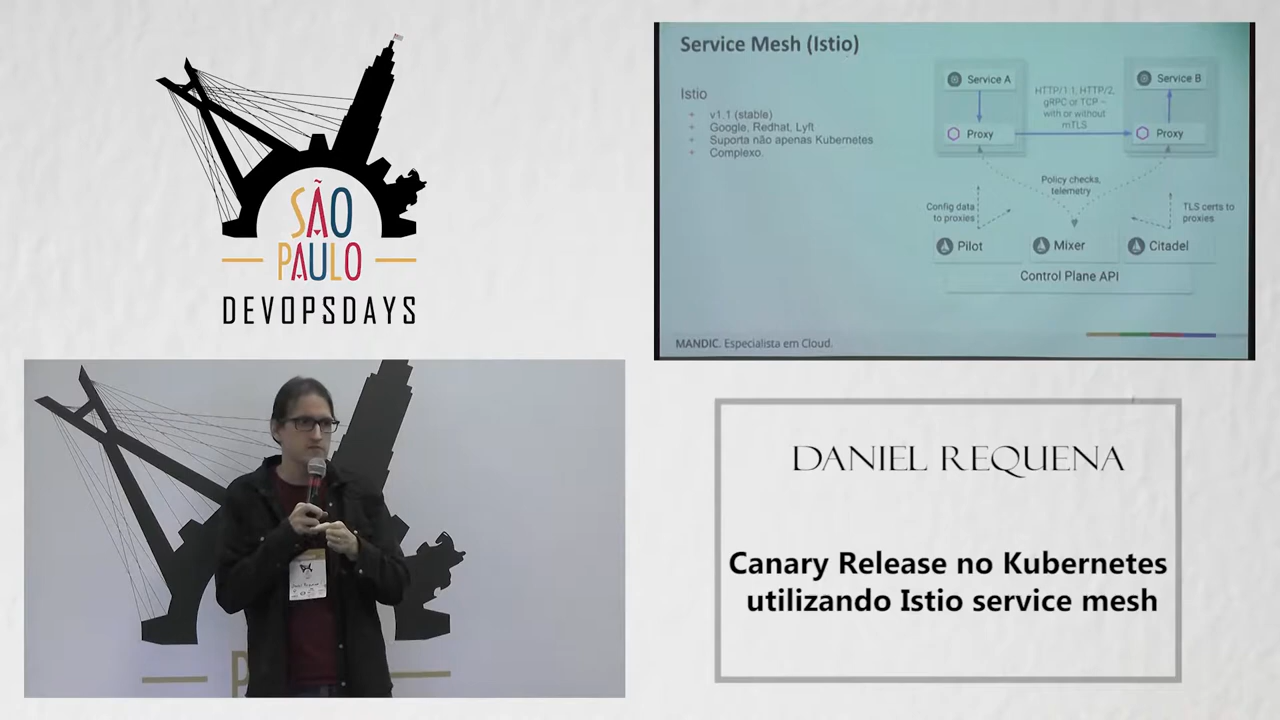 SÃO
PAULO
DEVOPSDAYS
Service Mesh (Istio)
Istio
+ v1.1 (stable)
+ Google, Redhat, Lyft
+ Suporta não apenas Kubernetes
+ Complexo.
Service A
Proxy
HTTP/1.1, HTTP/2,
gRPC or TCP --
with or without
mTLS
Service B
Proxy
Policy checks,
telemetry
Config data
to proxies
TLS certs to
proxies
Pilot
Mixer
Citadel
Control Plane API
MANDIC. Especialista em Cloud.
DANIEL REQUENA
Canary Release no Kubernetes
utilizando Istio service mesh